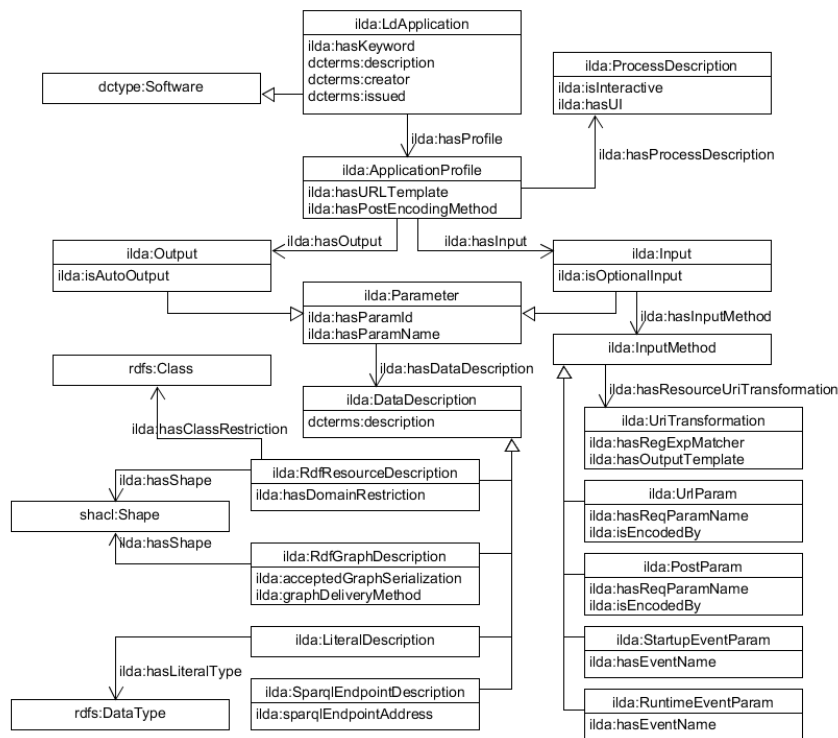 ilda:LdApplication
ilda:hasKeyword
dcterms:description
dcterms:creator
dcterms:issued
dctype:Software
ilda:ProcessDescription
ilda:isInteractive
ilda:hasUI
ilda:hasProfile
ilda:hasProcessDescription
ilda:ApplicationProfile
ilda:hasURLTemplate
ilda:hasPostEncodingMethod
ilda:hasOutput
ilda:hasInput
ilda:Output
ilda:isAutoOutput
ilda:Input
ilda:isOptionalInput
ilda:Parameter
ilda:hasParamId
ilda:hasParamName
ilda:hasInputMethod
ilda:InputMethod
rdfs:Class
ilda:hasDataDescription
ilda:hasResourceUriTransformation
ilda:DataDescription
dcterms:description
ilda:UriTransformation
ilda:hasRegExpMatcher
ilda:hasOutputTemplate
ilda:hasClassRestriction
ilda:RdfResourceDescription
ilda:hasDomainRestriction
ilda:hasShape
shacl:Shape
ilda:hasShape
ilda:UrlParam
ilda:hasReqParamName
ilda:isEncodedBy
ilda:RdfGraphDescription
ilda:acceptedGraphSerialization
ilda:graphDeliveryMethod
ilda:PostParam
ilda:hasReqParamName
ilda:isEncodedBy
ilda:LiteralDescription
ilda:StartupEventParam
ilda:hasEventName
ilda:hasLiteralType
rdfs:DataType
ilda:SparqlEndpointDescription
ilda:sparqlEndpointAddress
ilda:RuntimeEventParam
ilda:hasEventName